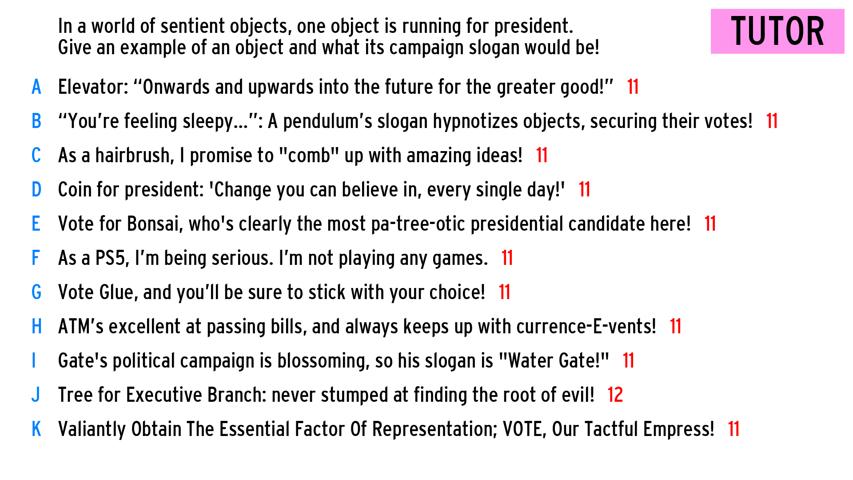 In a world of sentient objects, one object is running for president.
Give an example of an object and what its campaign slogan would be!
TUTOR
A Elevator: “Onwards and upwards into the future for the greater good!” 11
B “You’re feeling sleepy...”: A pendulum’s slogan hypnotizes objects, securing their votes! 11
C As a hairbrush, I promise to "comb" up with amazing ideas! 11
D Coin for president: 'Change you can believe in, every single day!' 11
E Vote for Bonsai, who's clearly the most pa-tree-otic presidential candidate here! 11
F As a PS5, I’m being serious. I’m not playing any games. 11
G Vote Glue, and you’ll be sure to stick with your choice! 11
H ATM’s excellent at passing bills, and always keeps up with currence-E-vents! 11
I Gate's political campaign is blossoming, so his slogan is "Water Gate!" 11
J Tree for Executive Branch: never stumped at finding the root of evil! 12
K Valiantly Obtain The Essential Factor Of Representation; VOTE, Our Tactful Empress! 11